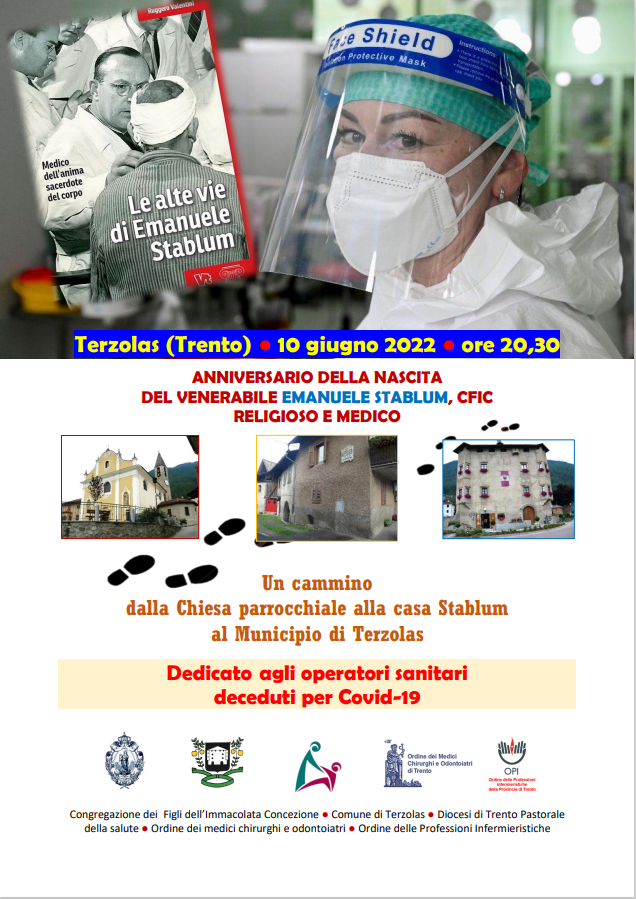 Ruggero Valentini
Face Shield
Protective Mask
Instructions:
Medico
dell'anima
sacerdote
del corpo
Le alte vie
di Emanuele
Stablum
Terzolas (Trento) ● 10 giugno 2022 ● ore 20,30
ANNIVERSARIO DELLA NASCITA
DEL VENERABILE EMANUELE STABLUM, CFIC
RELIGIOSO E MEDICO
Un cammino
dalla Chiesa parrocchiale alla casa Stablum
al Municipio di Terzolas
Dedicato agli operatori sanitari
deceduti per Covid-19
Ordine dei Medici
Chirurghi e Odontoiatri
di Trento
OPI
Ordine delle Professioni
Infermieristiche
della Provincia di Trento
Congregazione dei Figli dell'Immacolata Concezione ● Comune di Terzolas ● Diocesi di Trento Pastorale
della salute ● Ordine dei medici chirurghi e odontoiatri ● Ordine delle Professioni Infermieristiche